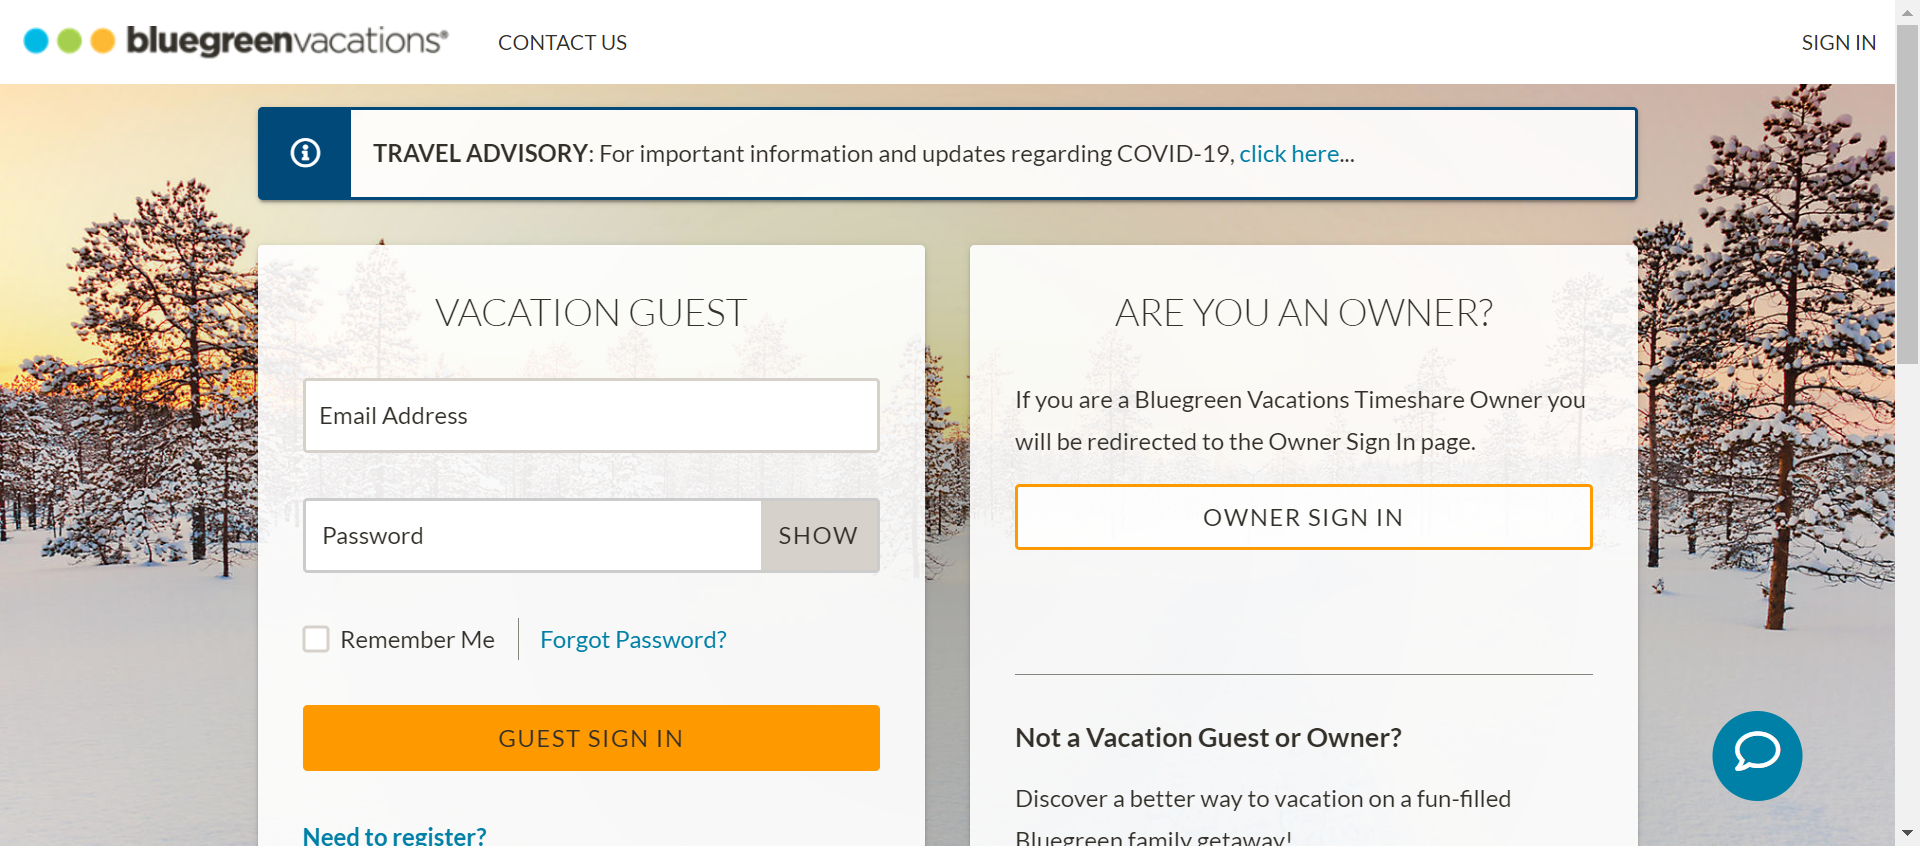 bluegreenvacations®
CONTACT US
SIGN IN
TRAVEL ADVISORY: For important information and updates regarding COVID-19, click here...
VACATION GUEST
Email Address
Password
SHOW
Remember Me
Forgot Password?
GUEST SIGN IN
Need to register?
ARE YOU AN OWNER?
If you are a Bluegreen Vacations Timeshare Owner you
will be redirected to the Owner Sign In page.
OWNER SIGN IN
Not a Vacation Guest or Owner?
Discover a better way to vacation on a fun-filled
Bluegreen family getaway!